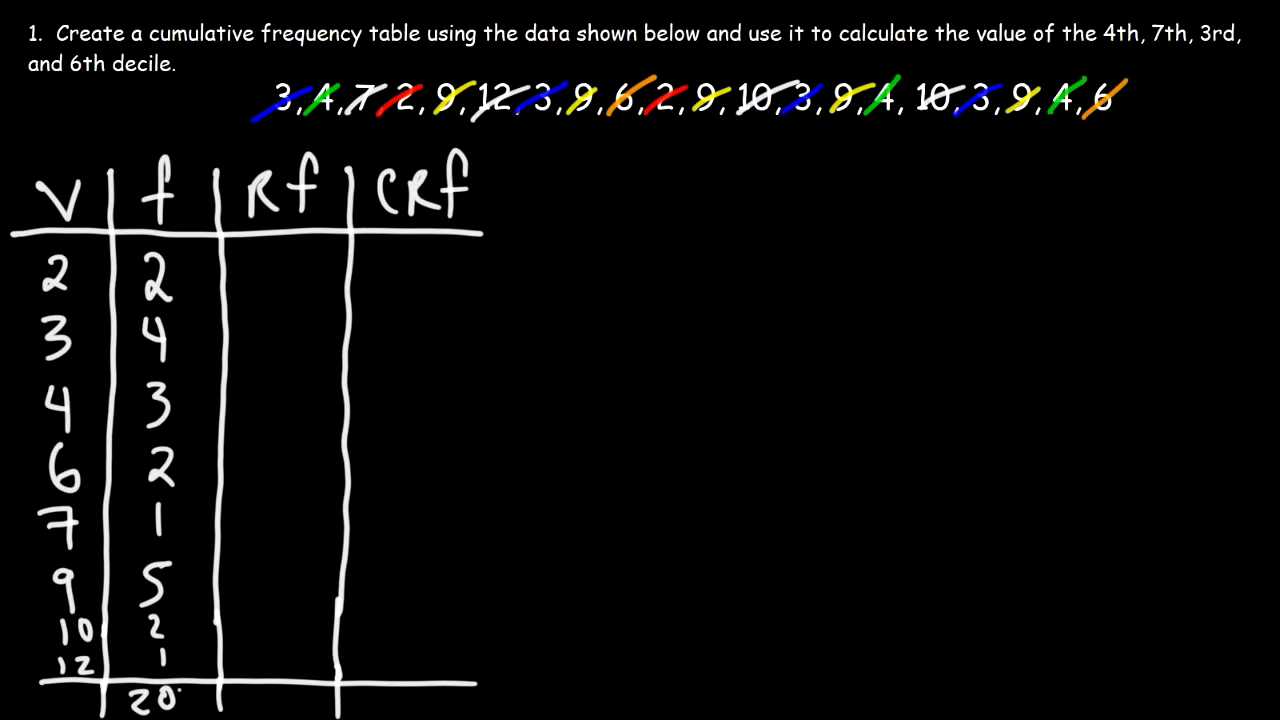 1. Create a cumulative frequency table using the data shown below and use it to calculate the value of the 4th, 7th, 3rd,
and 6th decile.
3, 4, 7, 2, 9, 12, 3, 9, 6, 2, 9, 10, 3, 9, 4, 10, 3, 9, 4, 6
V f Rf CRf
2 2
3 4
4 3
6 2
7 1
9 5
10 2
12 1
20